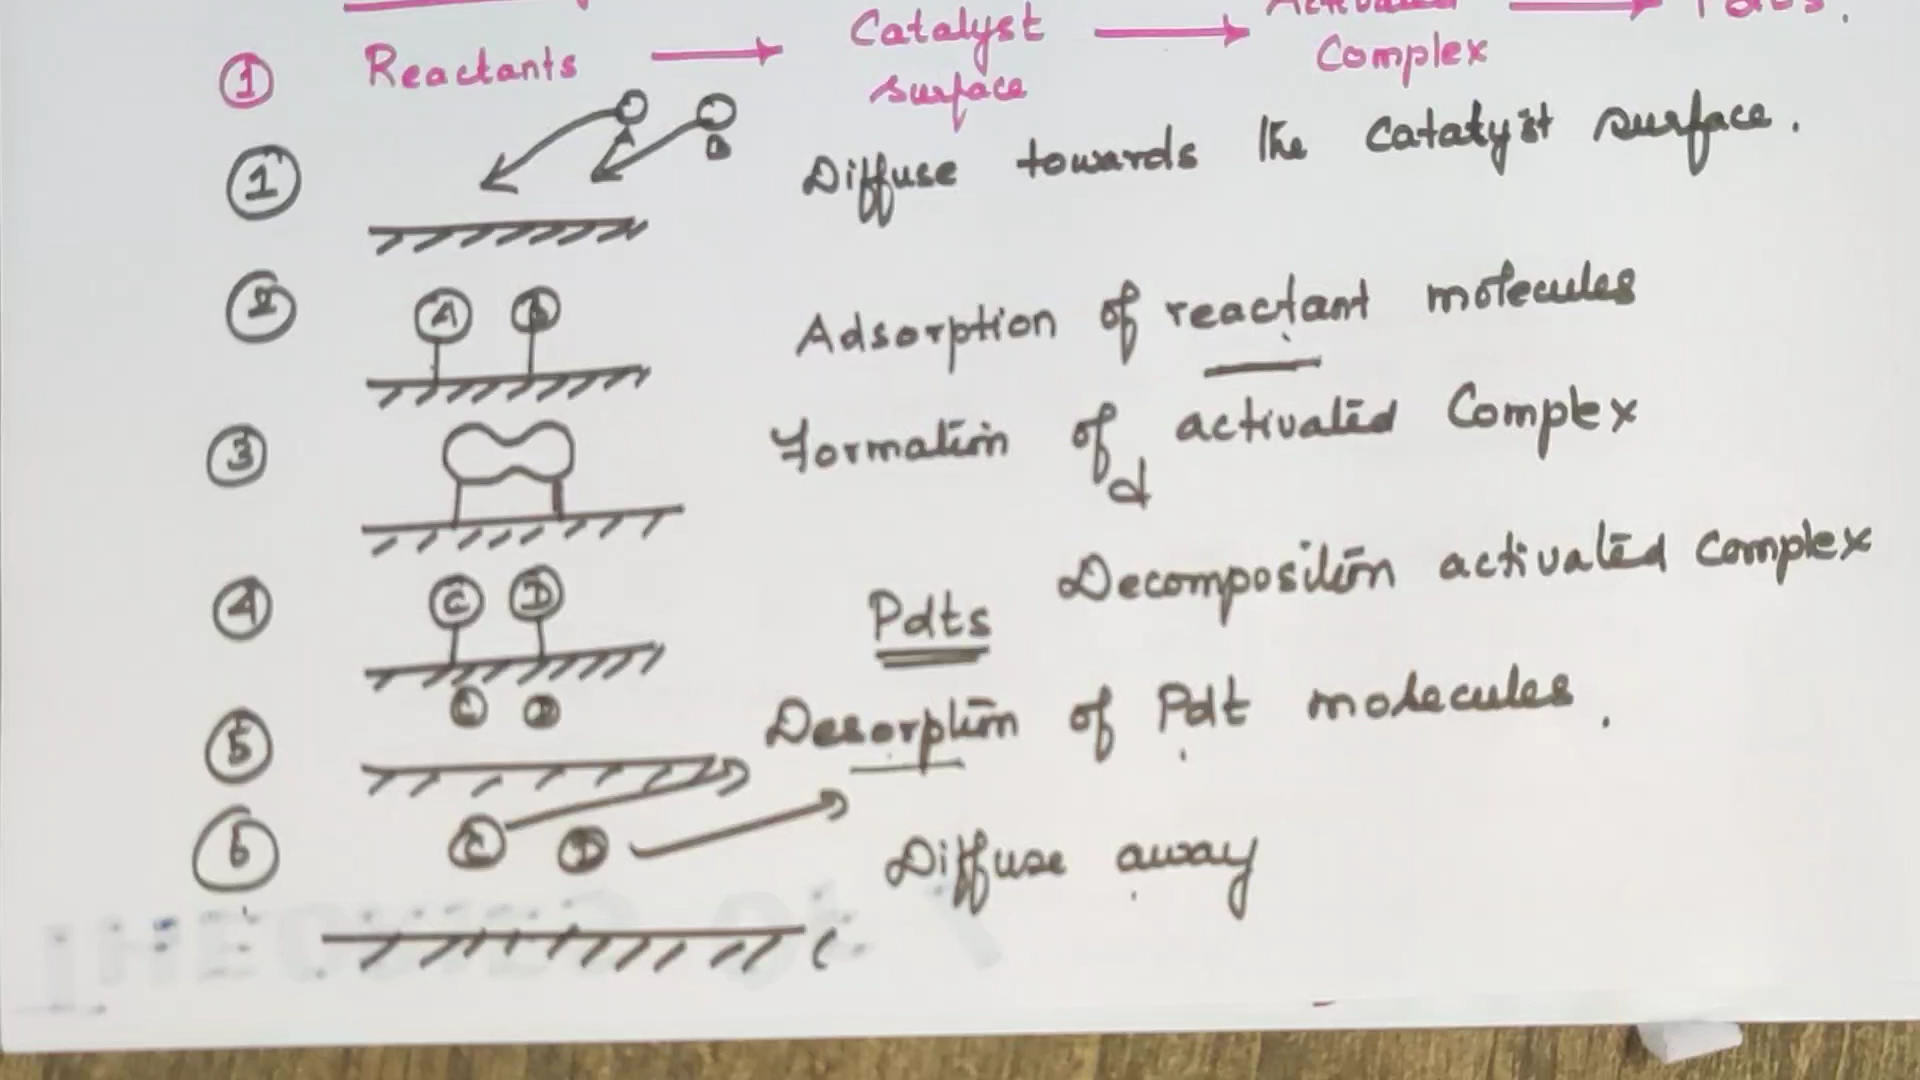 ① Reactants → Catalyst surface → Complex →
① A B Diffuse towards the Catalyst surface.
② A B Adsorption of reactant molecules
③ Formation of activated Complex
d
④ C D Pdts Decomposition activated Complex
C D
⑤ Desorption of Pdt molecules.
⑥ C D Diffuse away